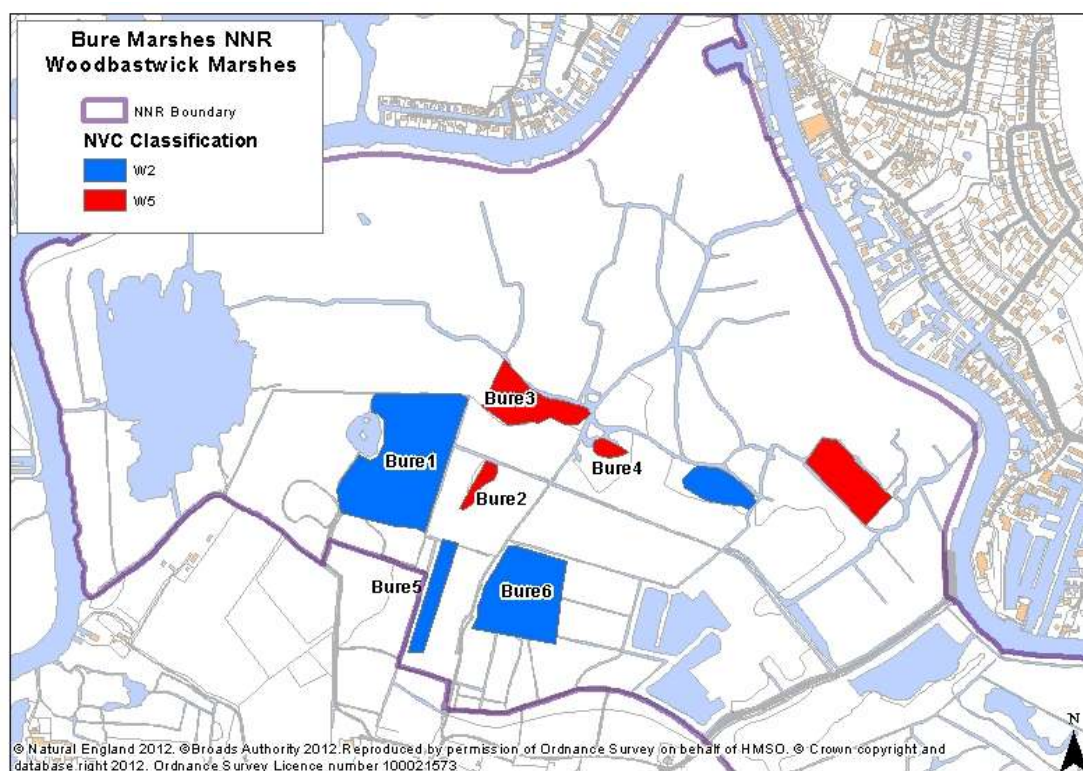 Bure Marshes NNR
Woodbastwick Marshes
NNR Boundary
NVC Classification
W2
W5
Bure3
Bure1
Bure4
Bure2
Bure5
Bure6
N
© Natural England 2012. ©Broads Authority 2012.Reproduced by permission of Ordnance Survey on behalf of HMSO. © Crown copyright and
database right 2012. Ordnance Survey Licence number 100021573